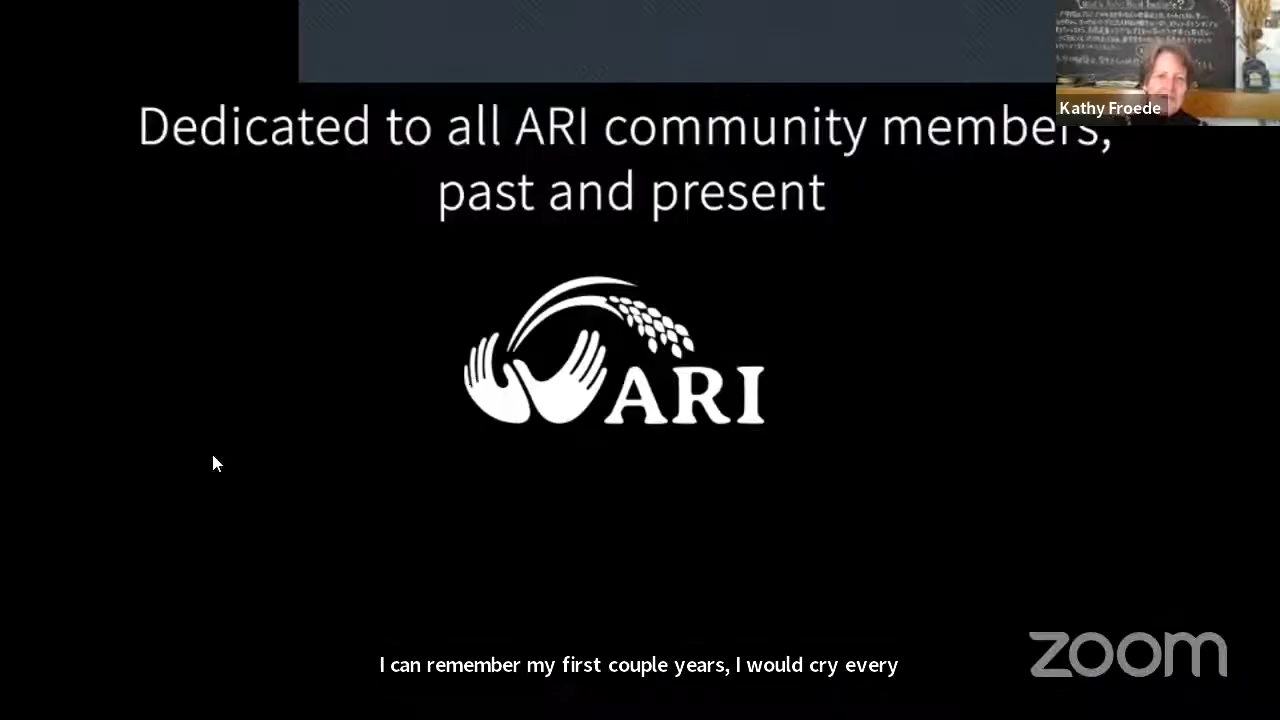 Kathy Froede
Dedicated to all ARI community members,
past and present
ARI
I can remember my first couple years, I would cry every
zoom